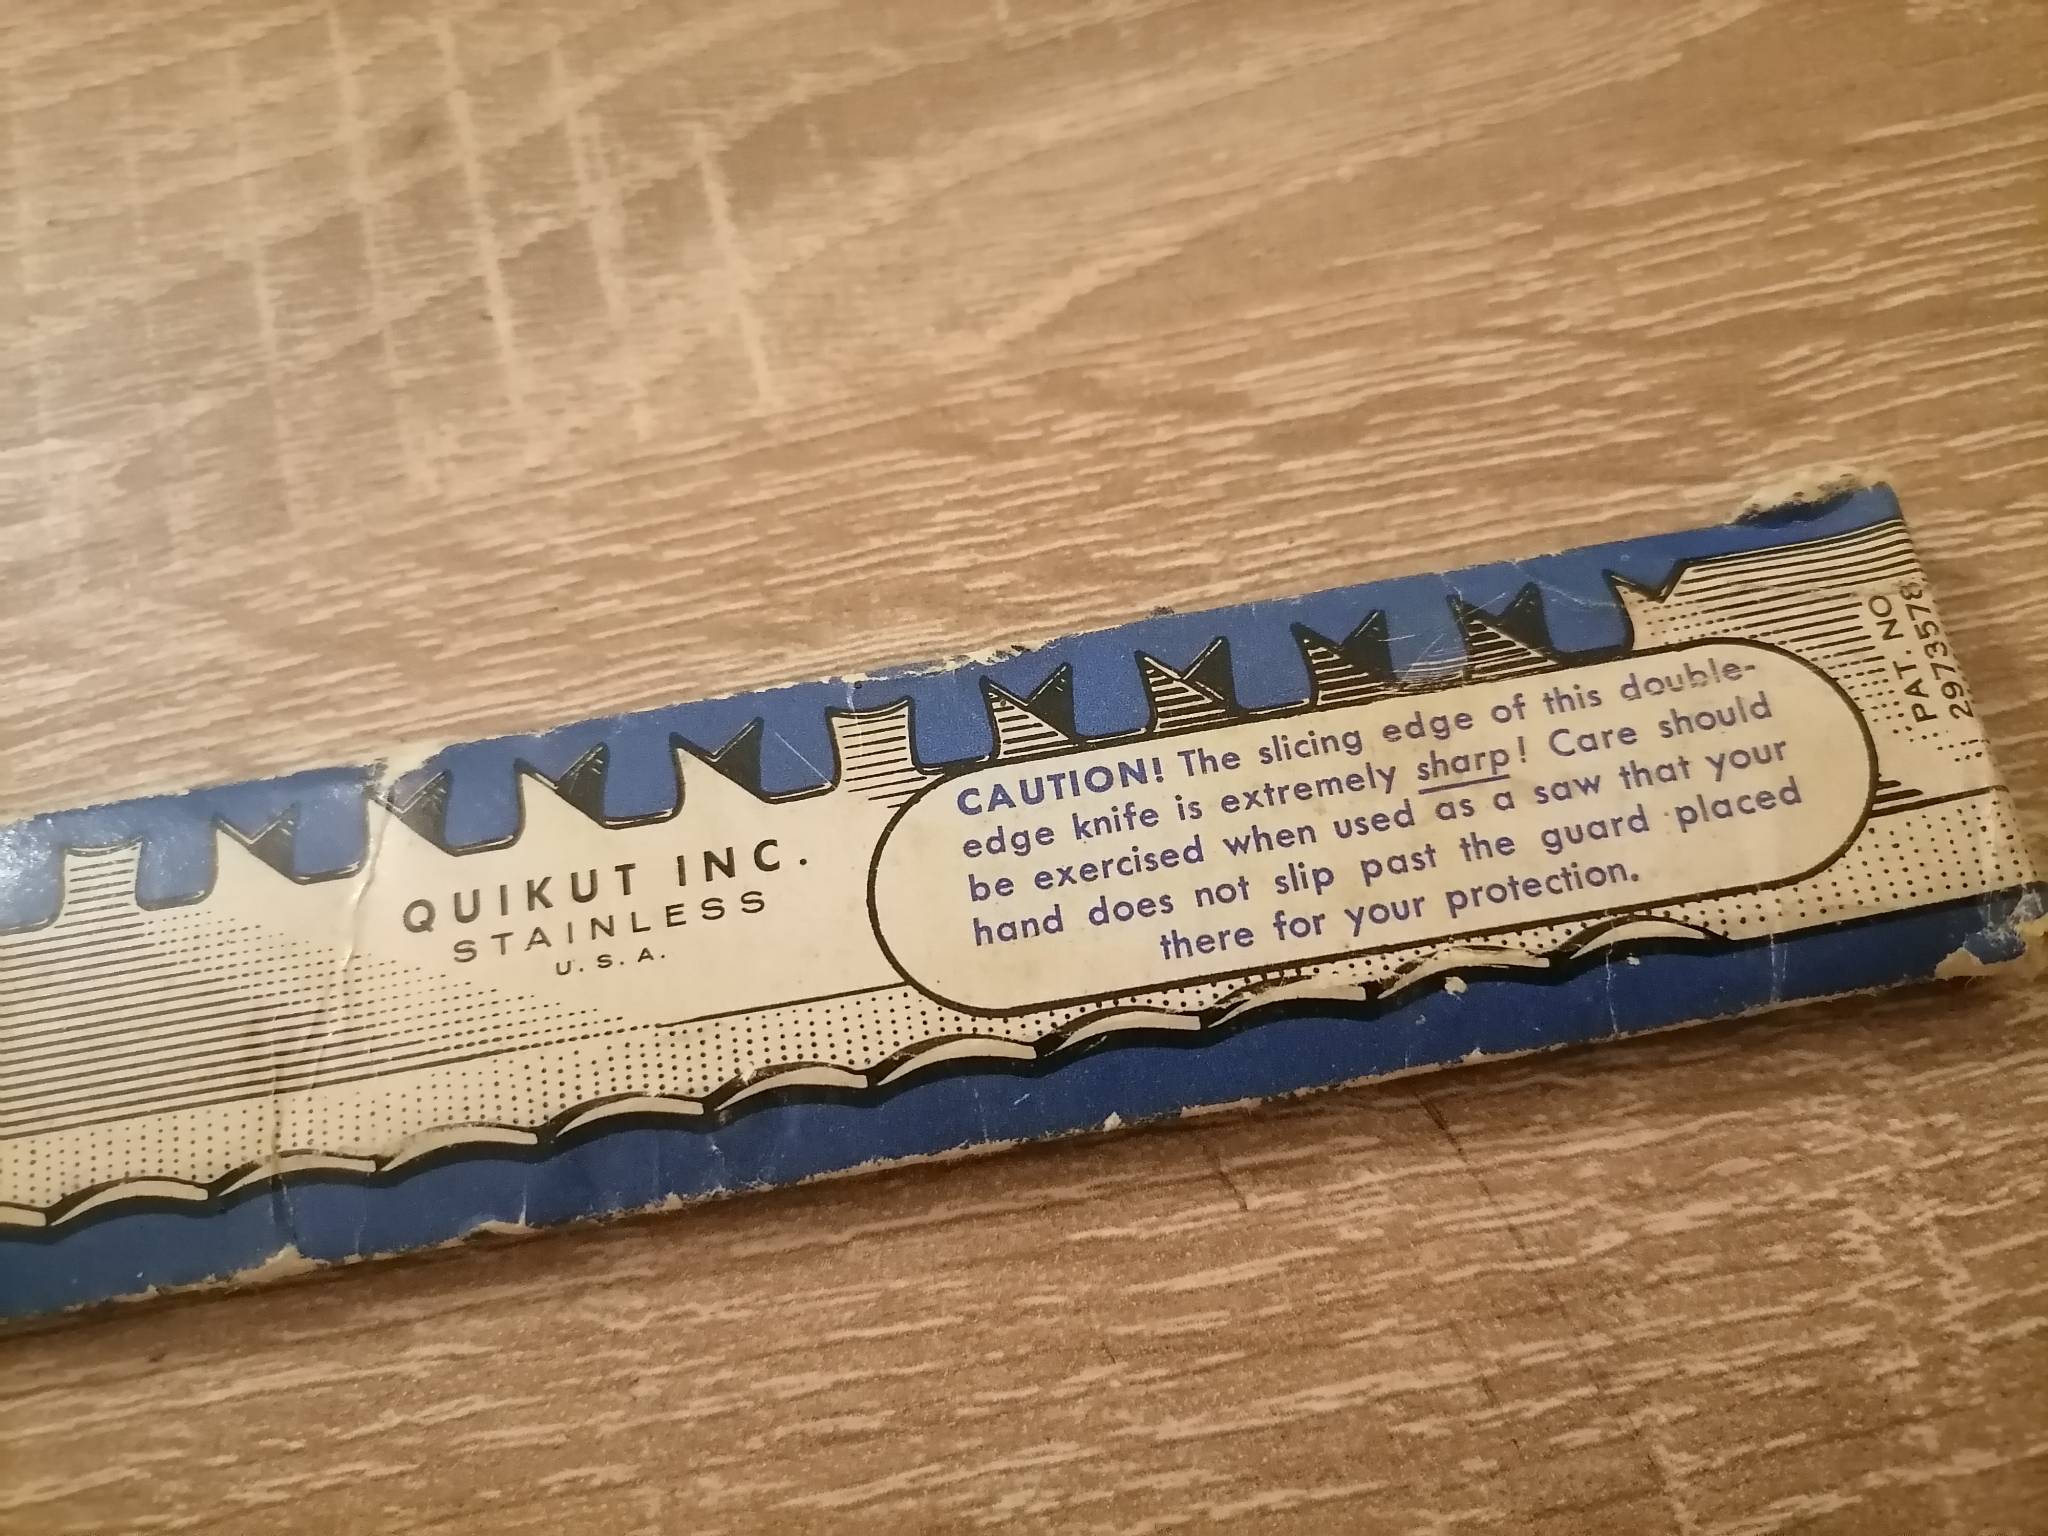 QUIKUT INC.
STAINLESS
U.S.A.
CAUTION! The slicing edge of this double-
edge knife is extremely sharp! Care should
be exercised when used as a saw that your
hand does not slip past the guard placed
there for your protection.
PAT. NO
2973578